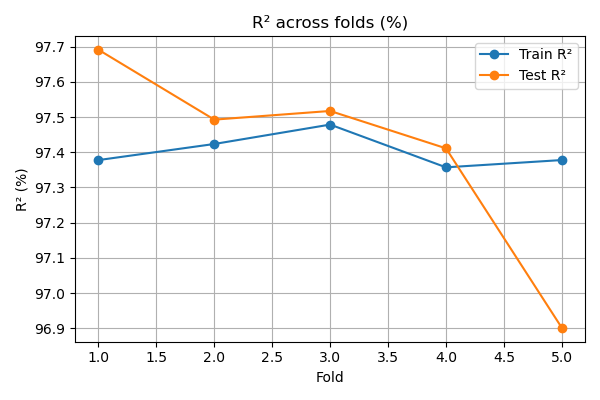 R² across folds (%)
Train R²
Test R²
R² (%)
97.7
97.6
97.5
97.4
97.3
97.2
97.1
97.0
96.9
1.0 1.5 2.0 2.5 3.0 3.5 4.0 4.5 5.0
Fold